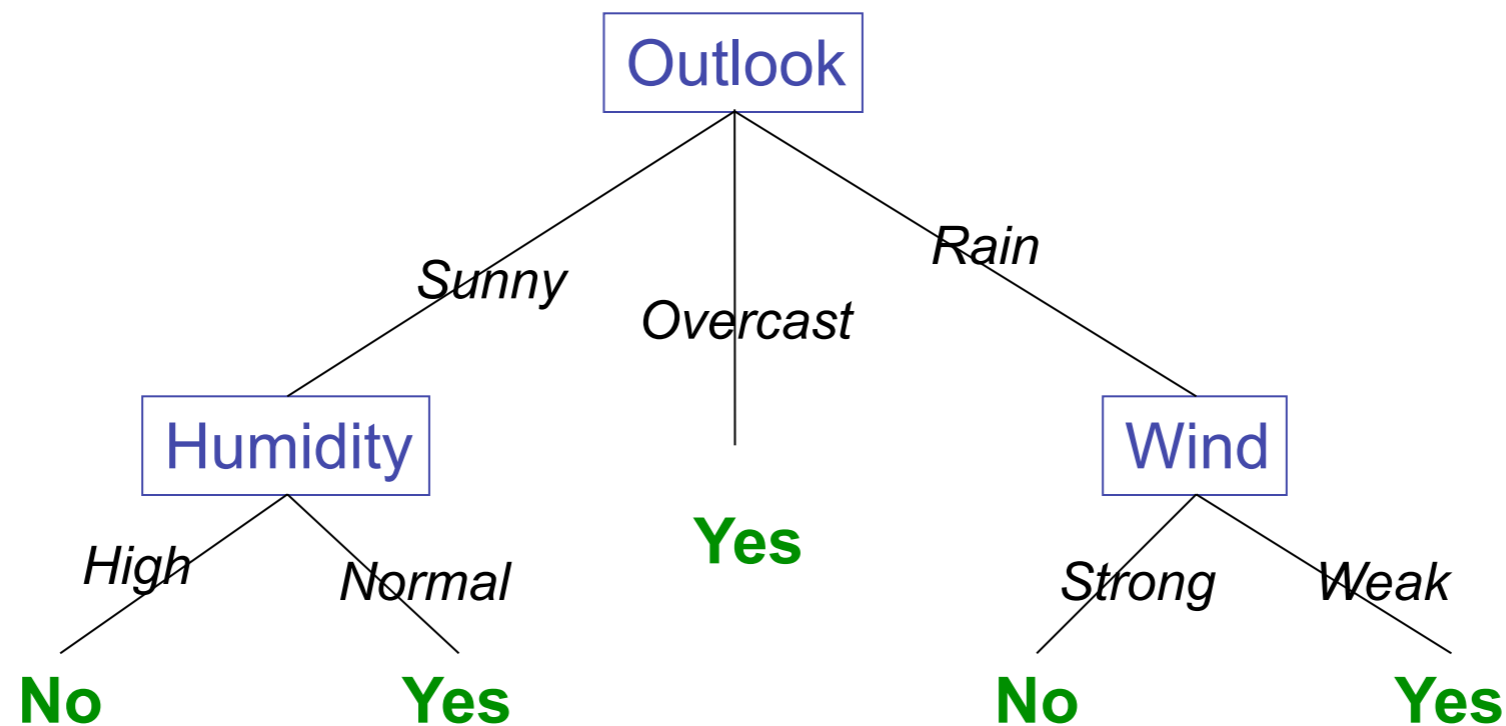 Outlook
Sunny
Overcast
Rain
Humidity
Wind
Yes
High
Normal
Strong
Weak
No
Yes
No
Yes